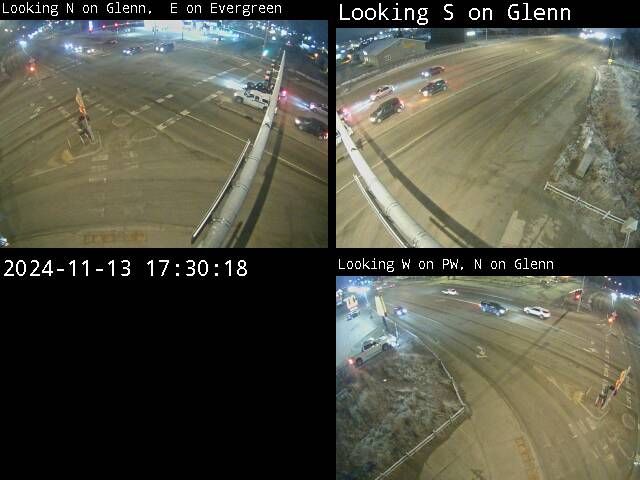 Looking N on Glenn,  E on Evergreen
Looking S on Glenn
2024-11-13 17:30:18
Looking W on PW, N on Glenn